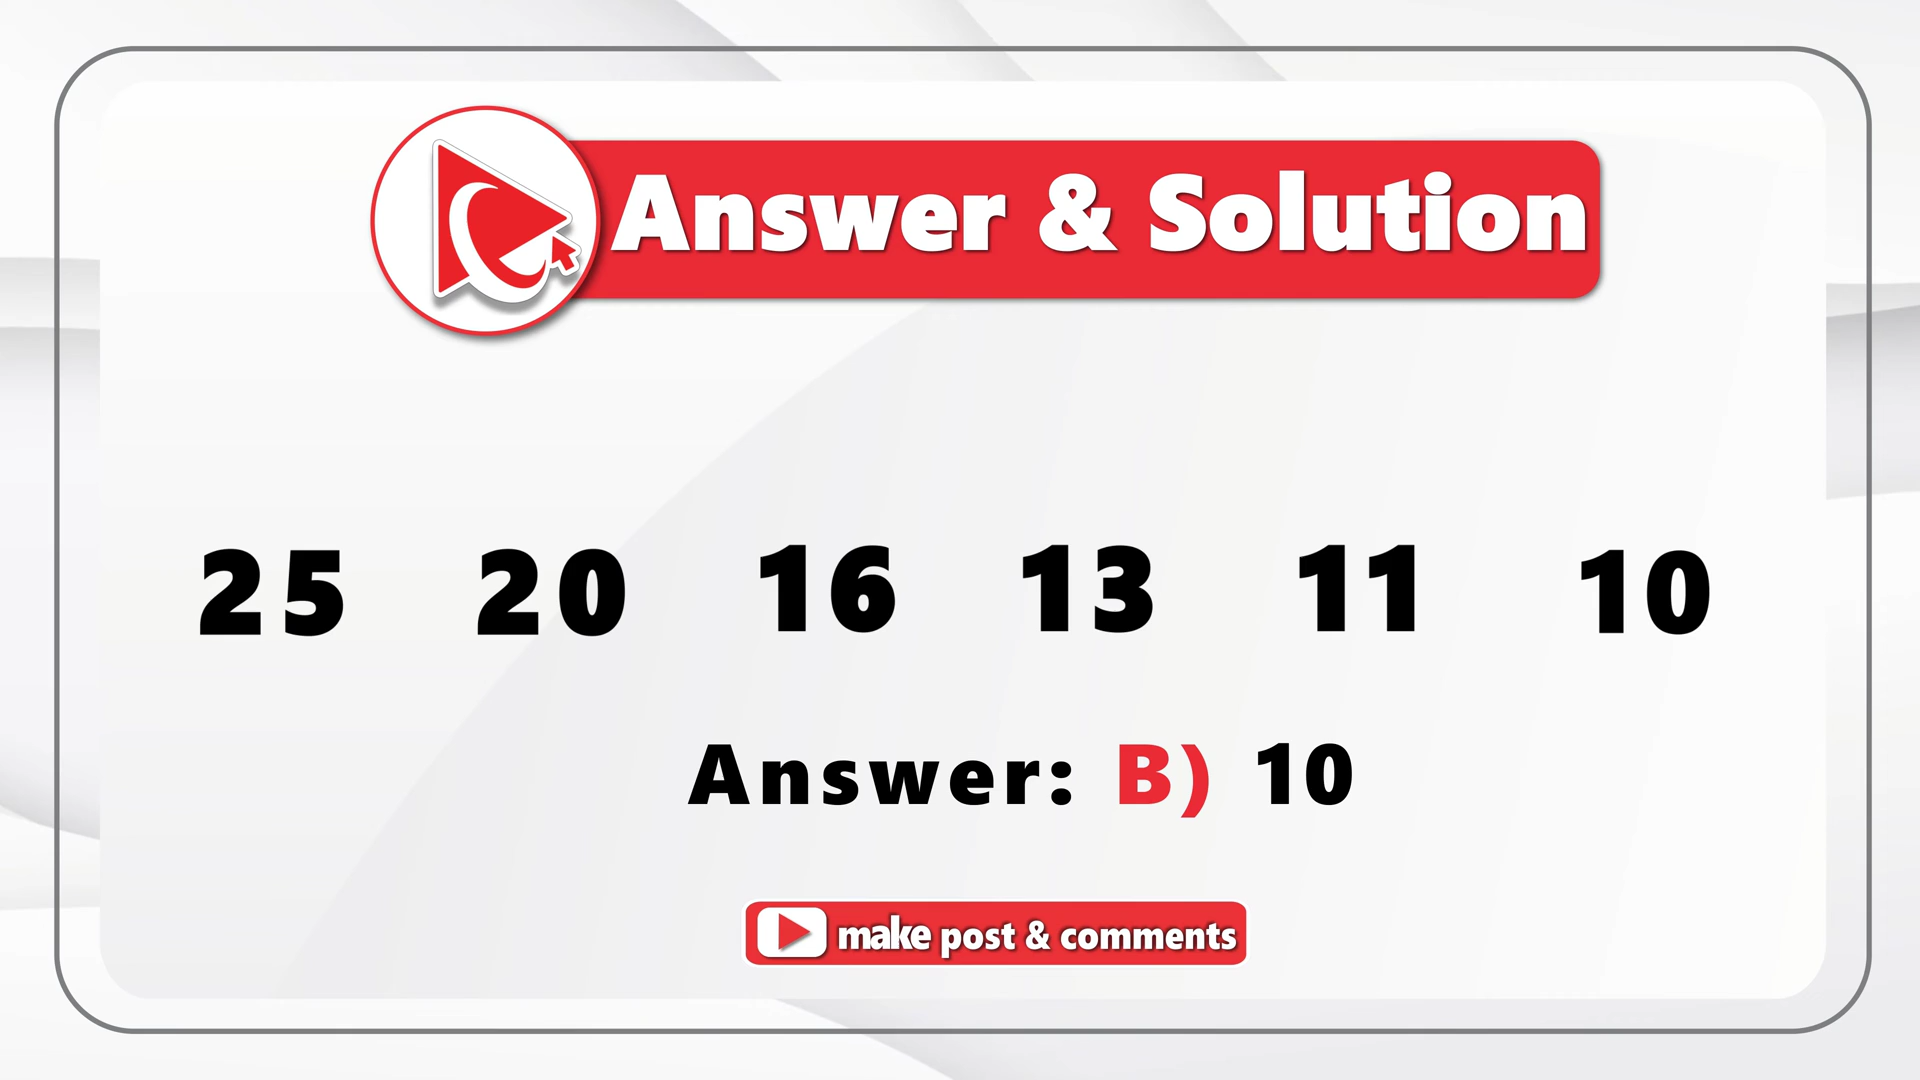 Answer & Solution
25 20 16 13 11 10
Answer: B) 10
make post & comments